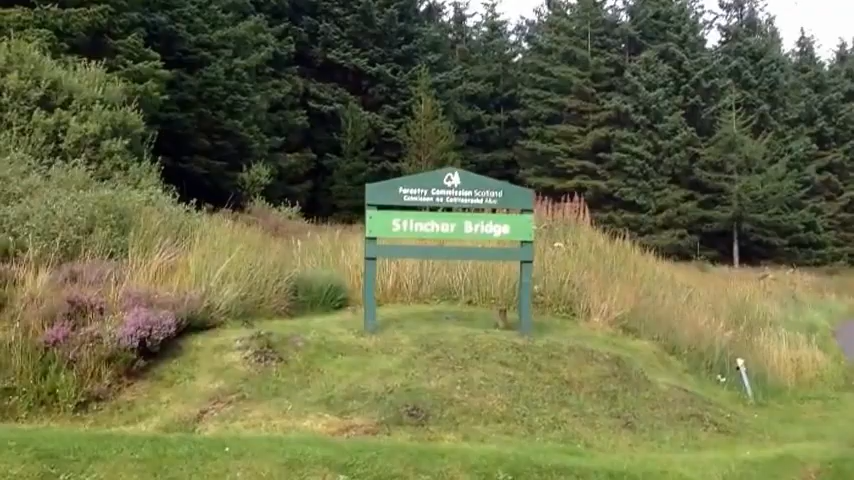 Forestry Commission Scotland
Coimisean na Coilltearachd Alba
Stinchar Bridge